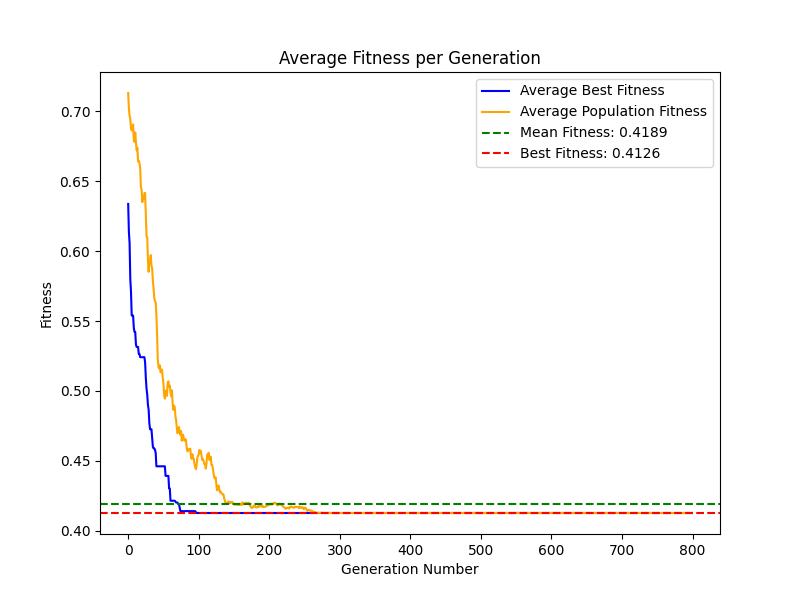 Average Fitness per Generation
Average Best Fitness
Average Population Fitness
Mean Fitness: 0.4189
Best Fitness: 0.4126
Fitness
0.70
0.65
0.60
0.55
0.50
0.45
0.40
0 100 200 300 400 500 600 700 800
Generation Number